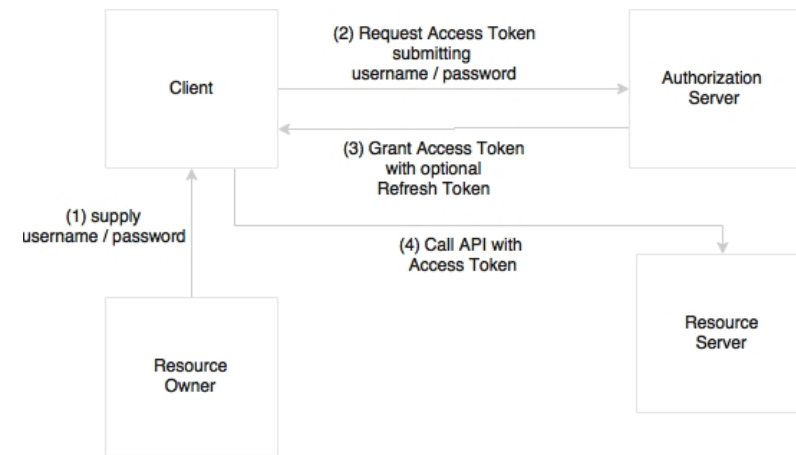 Client
(2) Request Access Token
submitting
username / password
Authorization
Server
(3) Grant Access Token
with optional
Refresh Token
(1) supply
username / password
(4) Call API with
Access Token
Resource
Server
Resource
Owner